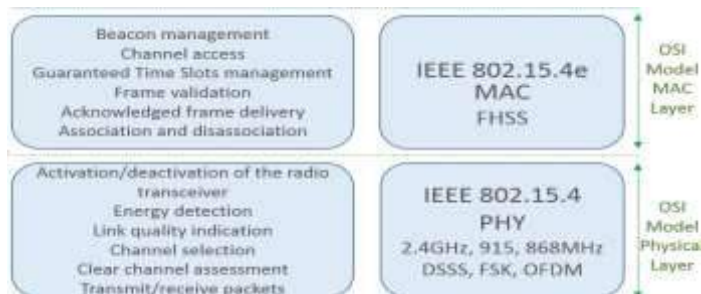 Beacon management
Channel access
Guaranteed Time Slots management
Frame validation
Acknowledged frame delivery
Association and disassociation
IEEE 802.15.4e
MAC
FHSS
OSI
Model
MAC
Layer
Activation/deactivation of the radio
transceiver
Energy detection
Link quality indication
Channel selection
Clear channel assessment
Transmit/receive packets
IEEE 802.15.4
PHY
2.4GHz, 915, 868MHz
DSSS, FSK, OFDM
OSI
Model
Physical
Layer